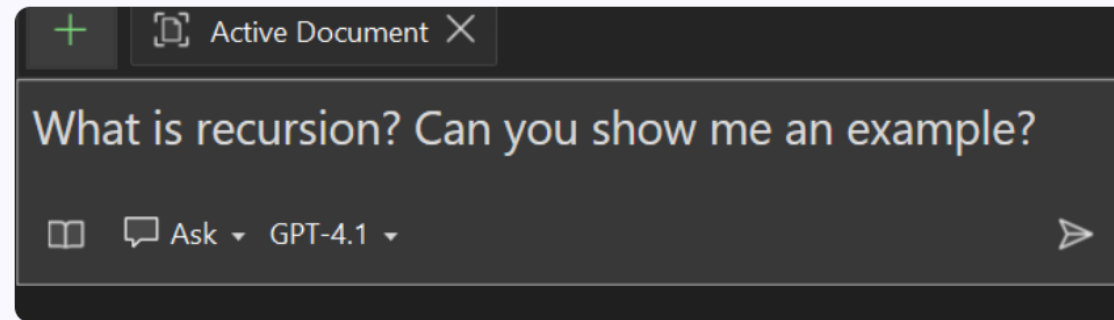 Active Document
What is recursion? Can you show me an example?
Ask GPT-4.1